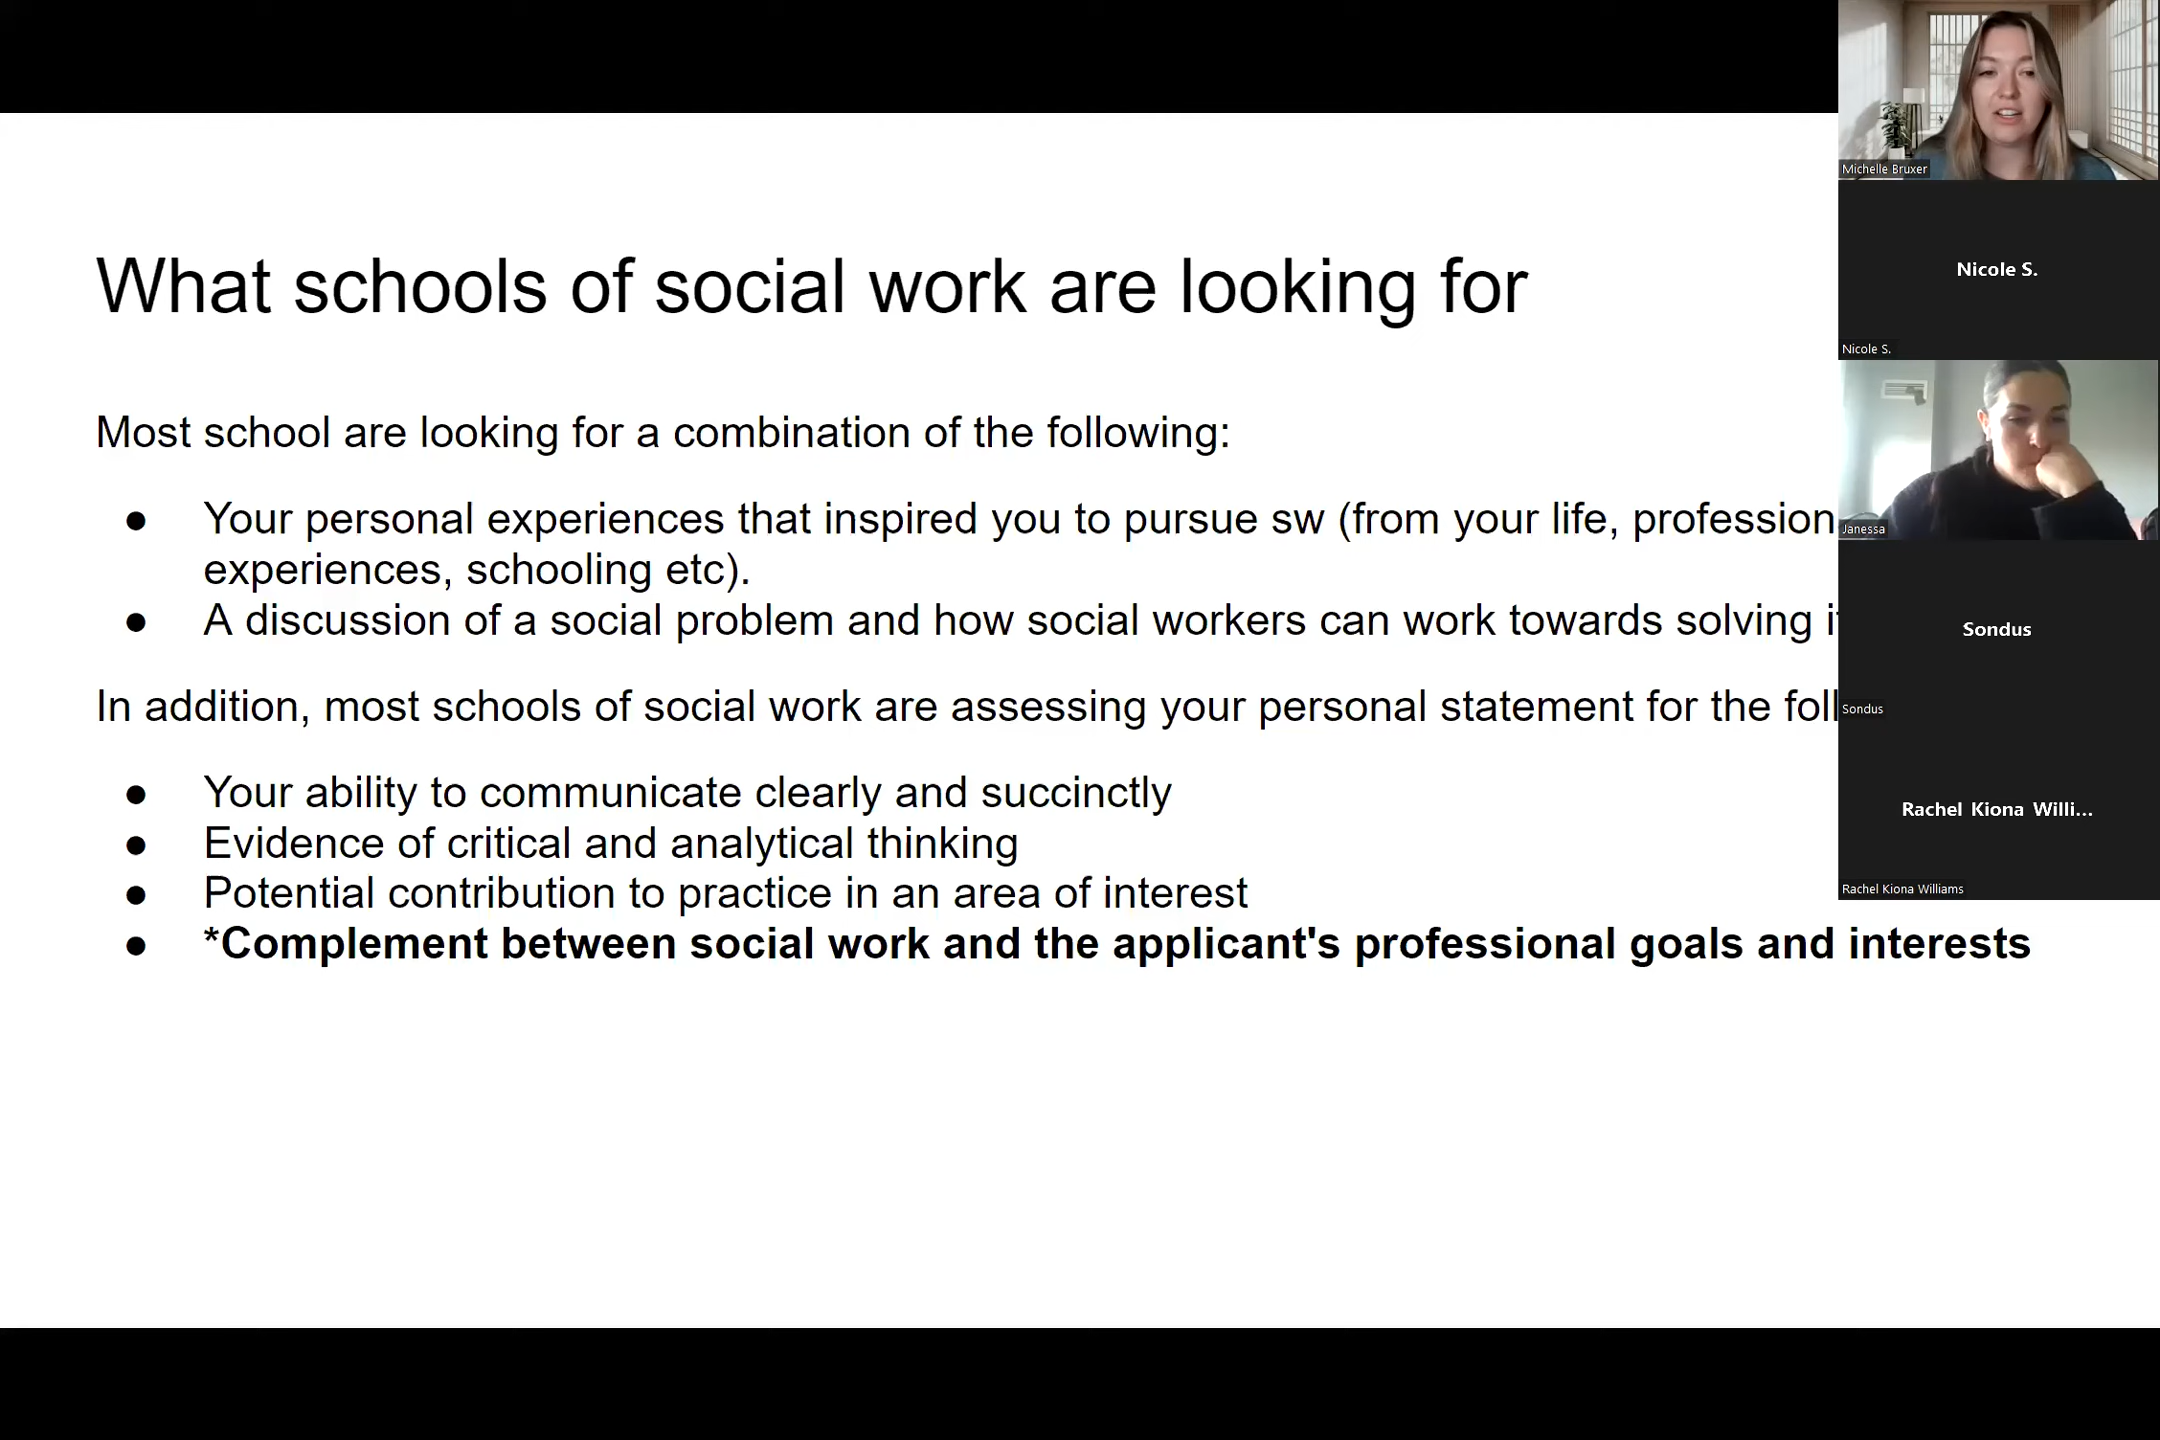 What schools of social work are looking for
Most school are looking for a combination of the following:
● Your personal experiences that inspired you to pursue sw (from your life, profession
experiences, schooling etc).
● A discussion of a social problem and how social workers can work towards solving
In addition, most schools of social work are assessing your personal statement for the
● Your ability to communicate clearly and succinctly
● Evidence of critical and analytical thinking
● Potential contribution to practice in an area of interest
● *Complement between social work and the applicant's professional goals and interests
Michelle Bruxer
Nicole S.
Nicole S.
Janessa
Sondus
Sondus
Rachel Kiona Willi...
Rachel Kiona Williams